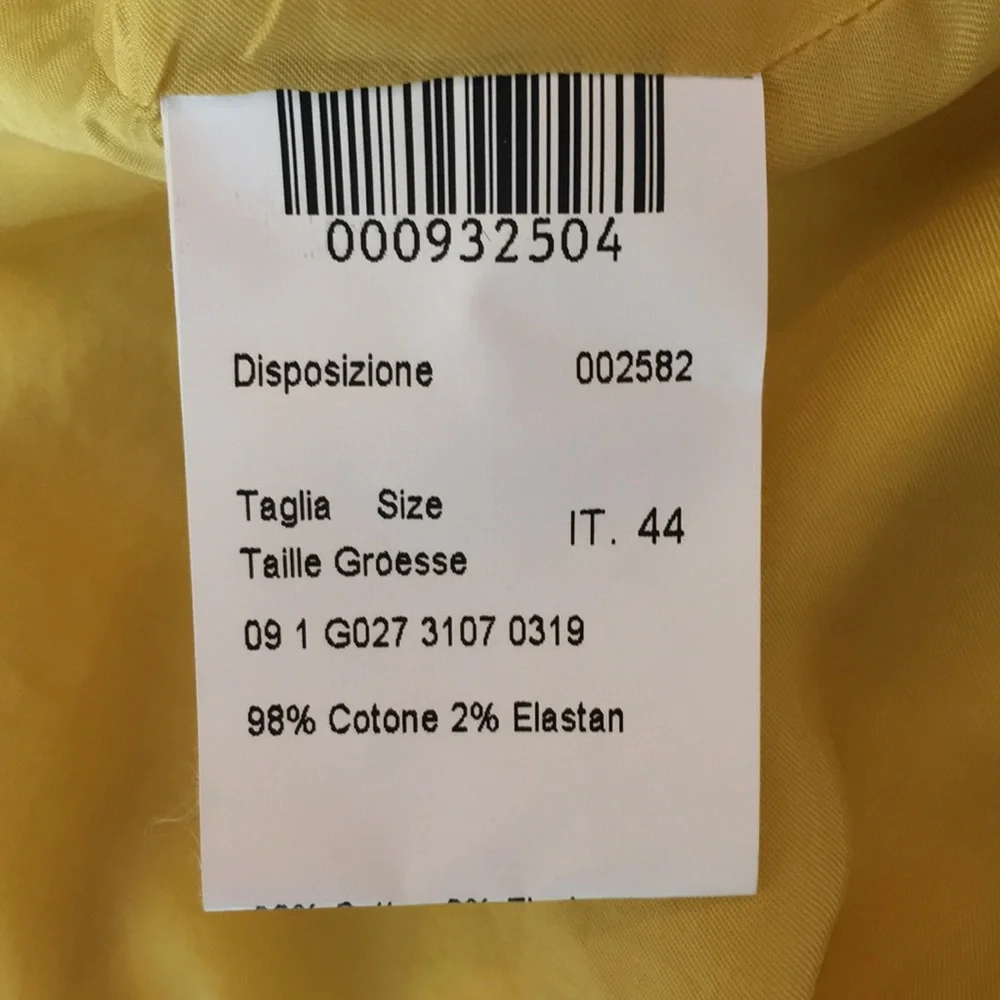 000932504
Disposizione 002582
Taglia Size
IT. 44
Taille Groesse
09 1 G027 3107 0319
98% Cotone 2% Elastan